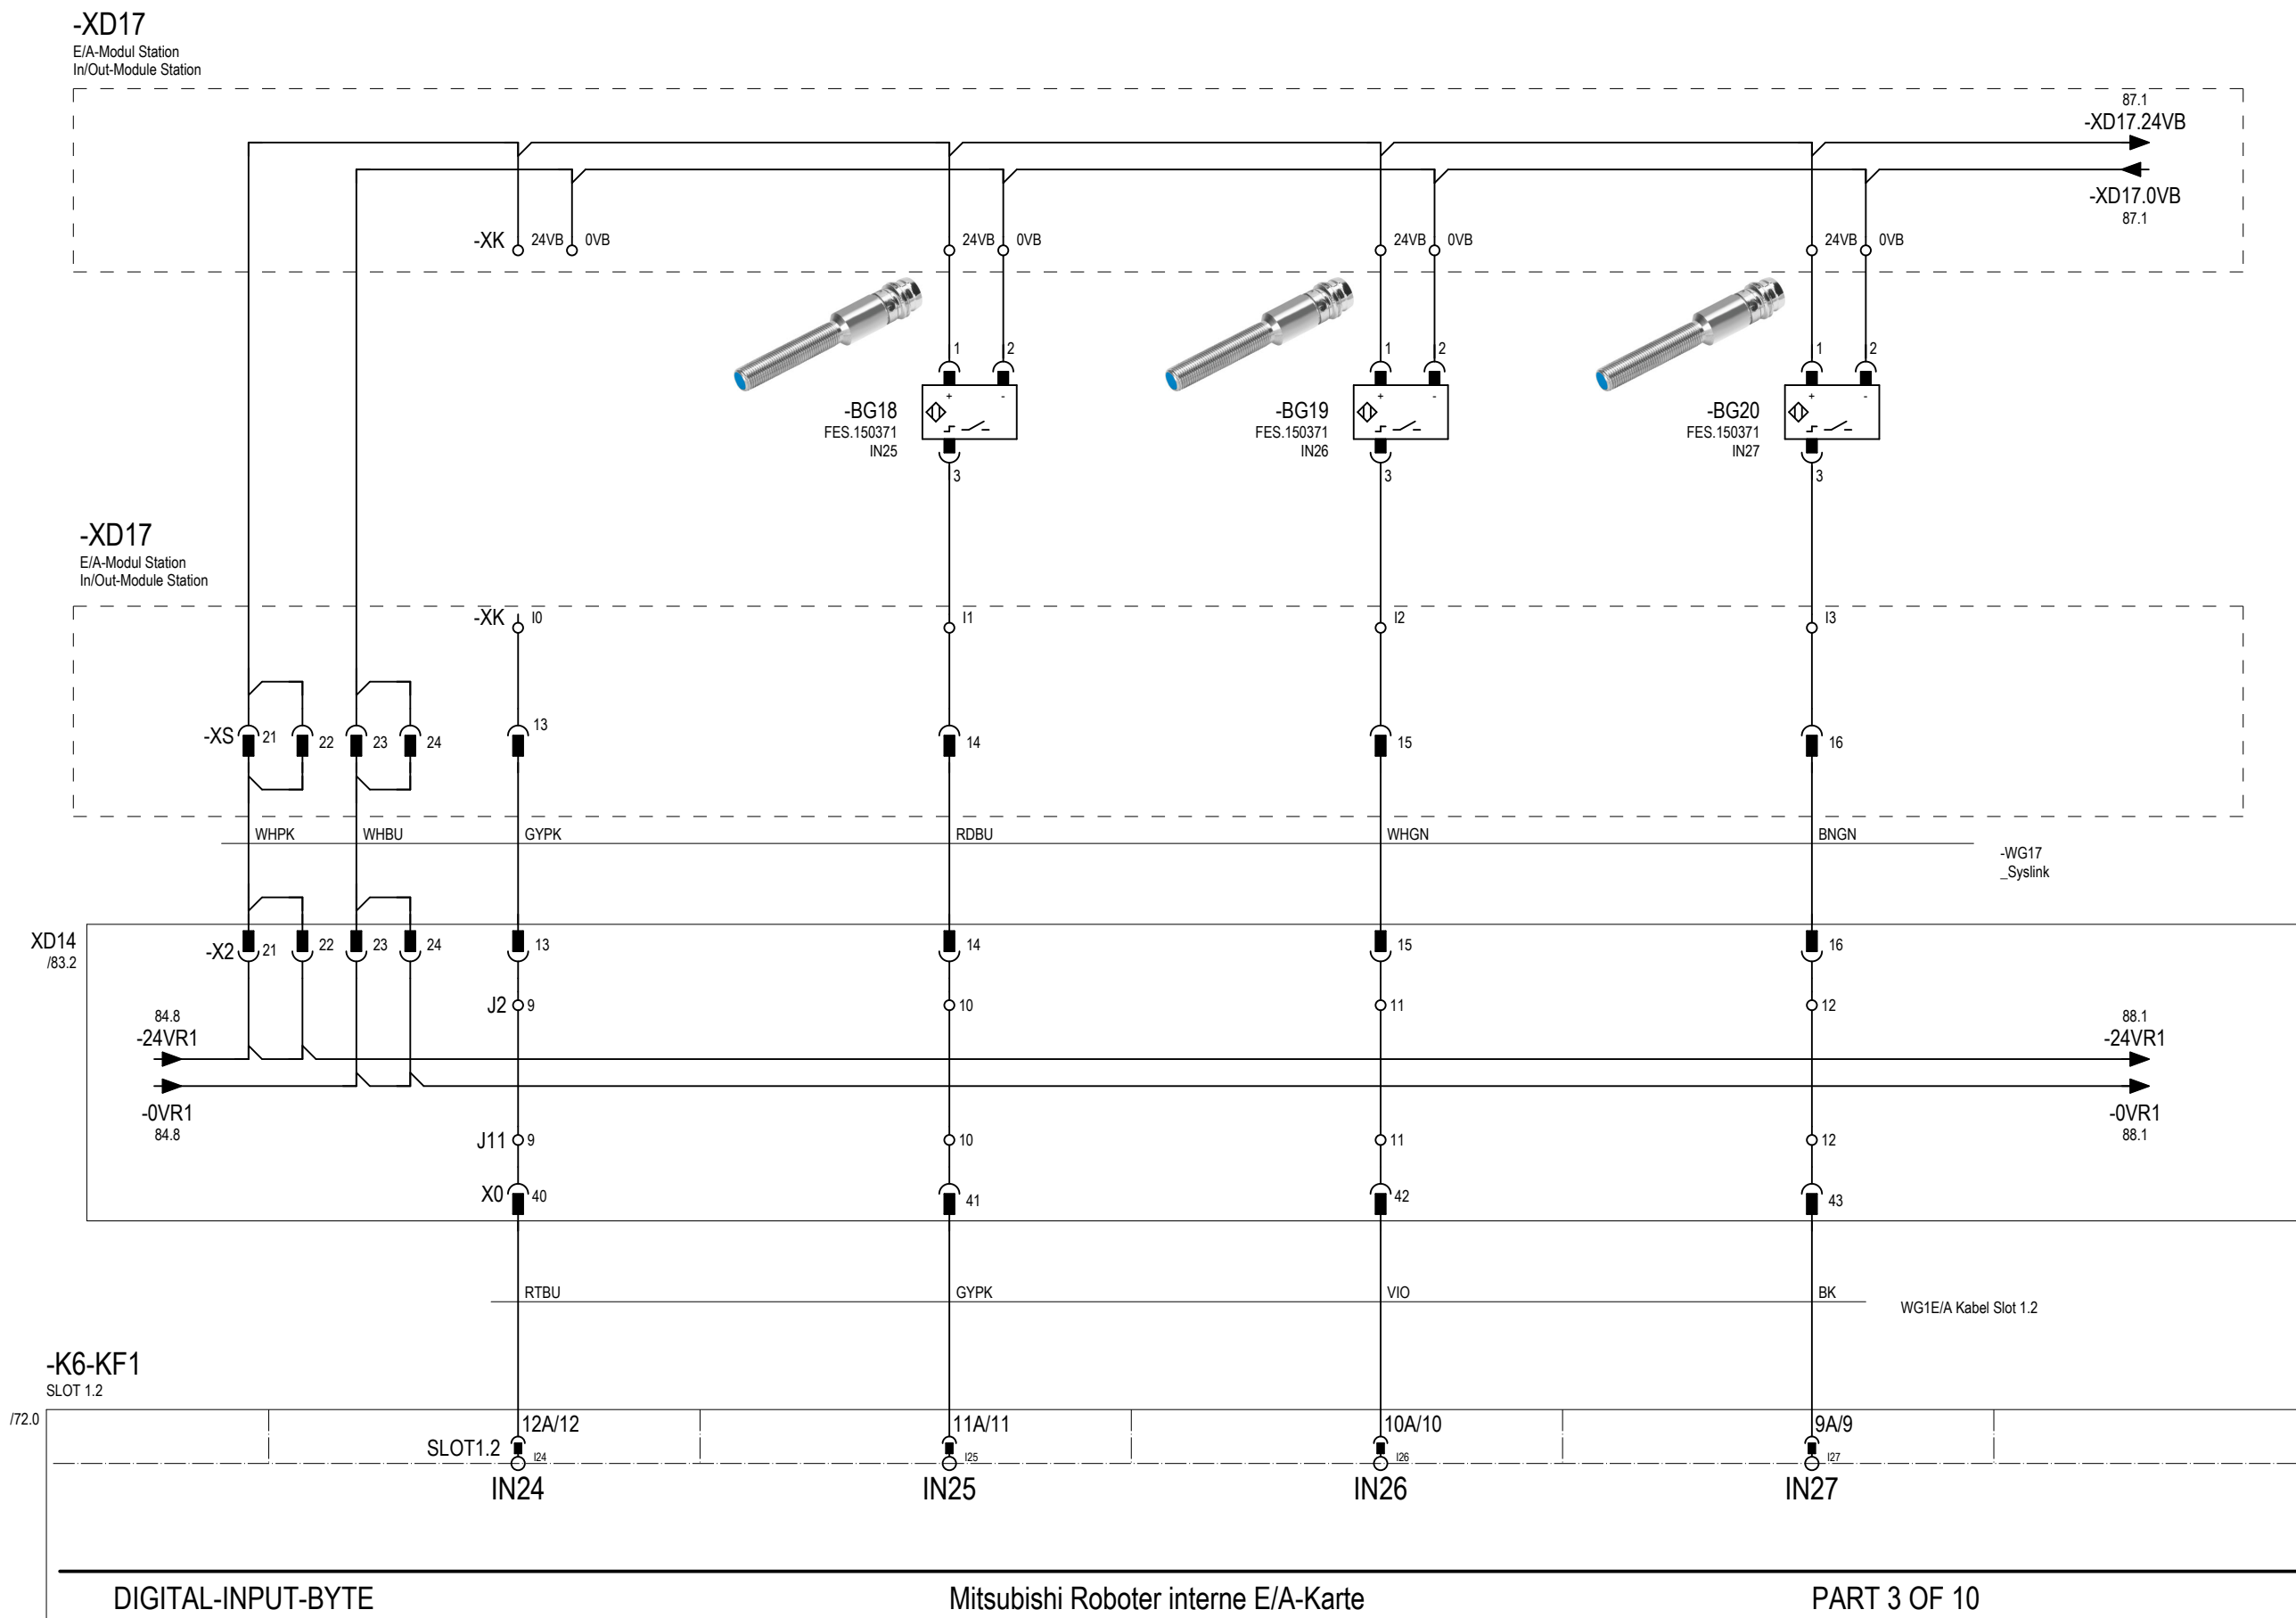 -XD17
E/A-Modul Station
In/Out-Module Station
87.1
-XD17.24VB
-XD17.0VB
87.1
-XK 24VB 0VB 24VB 0VB 24VB 0VB 24VB 0VB
1 2 1 2 1 2
+ - + - + -
-BG18 -BG19 -BG20
FES.150371 FES.150371 FES.150371
IN25 IN26 IN27
3 3 3
-XD17
E/A-Modul Station
In/Out-Module Station
-XK I0 I1 I2 I3
-XS 21 22 23 24 13 14 15 16
WHPK WHBU GYPK RDBU WHGN BNGN
-WG17
_Syslink
XD14
/83.2
-X2 21 22 23 24 13 14 15 16
J2 9 10 11 12
84.8 88.1
-24VR1 -24VR1
-0VR1 -0VR1
84.8 88.1
J11 9 10 11 12
X0 40 41 42 43
RTBU GYPK VIO BK
WG1E/A Kabel Slot 1.2
-K6-KF1
SLOT 1.2
/72.0
12A/12 11A/11 10A/10 9A/9
SLOT1.2 I24 I25 I26 I27
IN24 IN25 IN26 IN27
DIGITAL-INPUT-BYTE Mitsubishi Roboter interne E/A-Karte PART 3 OF 10